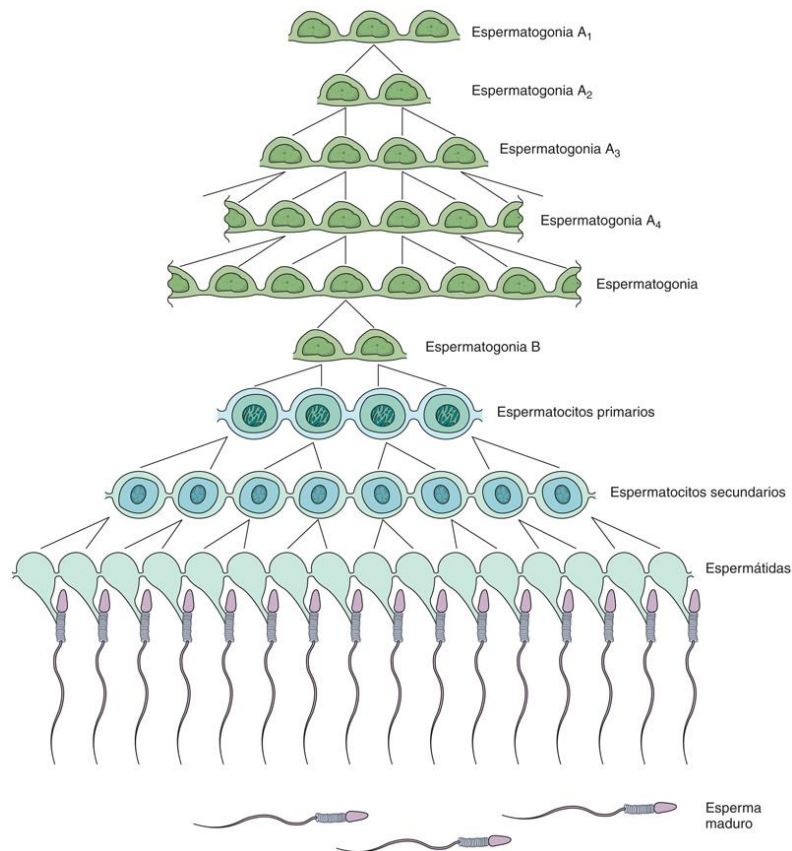 Espermatogonia A₁
Espermatogonia A₂
Espermatogonia A₃
Espermatogonia A₄
Espermatogonia
Espermatogonia B
Espermatocitos primarios
Espermatocitos secundarios
Espermátidas
Esperma
maduro